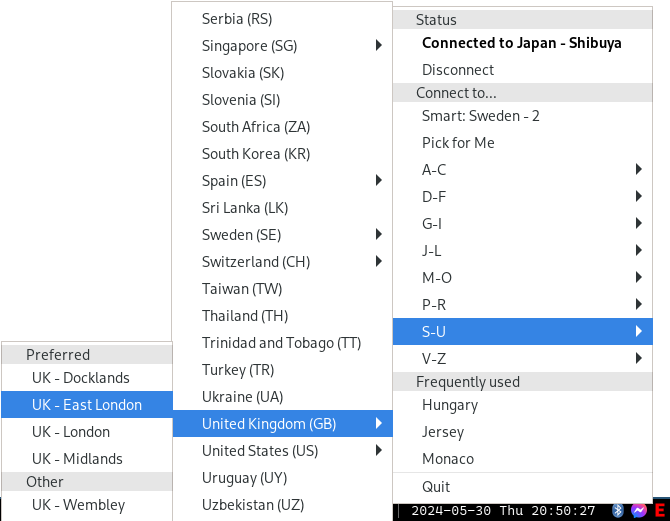 Status
Connected to Japan - Shibuya
Disconnect
Connect to...
Smart: Sweden - 2
Pick for Me
A-C
D-F
G-I
J-L
M-O
P-R
S-U
V-Z
Frequently used
Hungary
Jersey
Monaco
Quit
Serbia (RS)
Singapore (SG)
Slovakia (SK)
Slovenia (SI)
South Africa (ZA)
South Korea (KR)
Spain (ES)
Sri Lanka (LK)
Sweden (SE)
Switzerland (CH)
Taiwan (TW)
Thailand (TH)
Trinidad and Tobago (TT)
Turkey (TR)
Ukraine (UA)
United Kingdom (GB)
United States (US)
Uruguay (UY)
Uzbekistan (UZ)
Preferred
UK - Docklands
UK - East London
UK - London
UK - Midlands
Other
UK - Wembley
2024-05-30 Thu 20:50:27
E